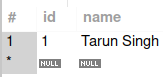 # id name
1 1 Tarun Singh
* NULL NULL